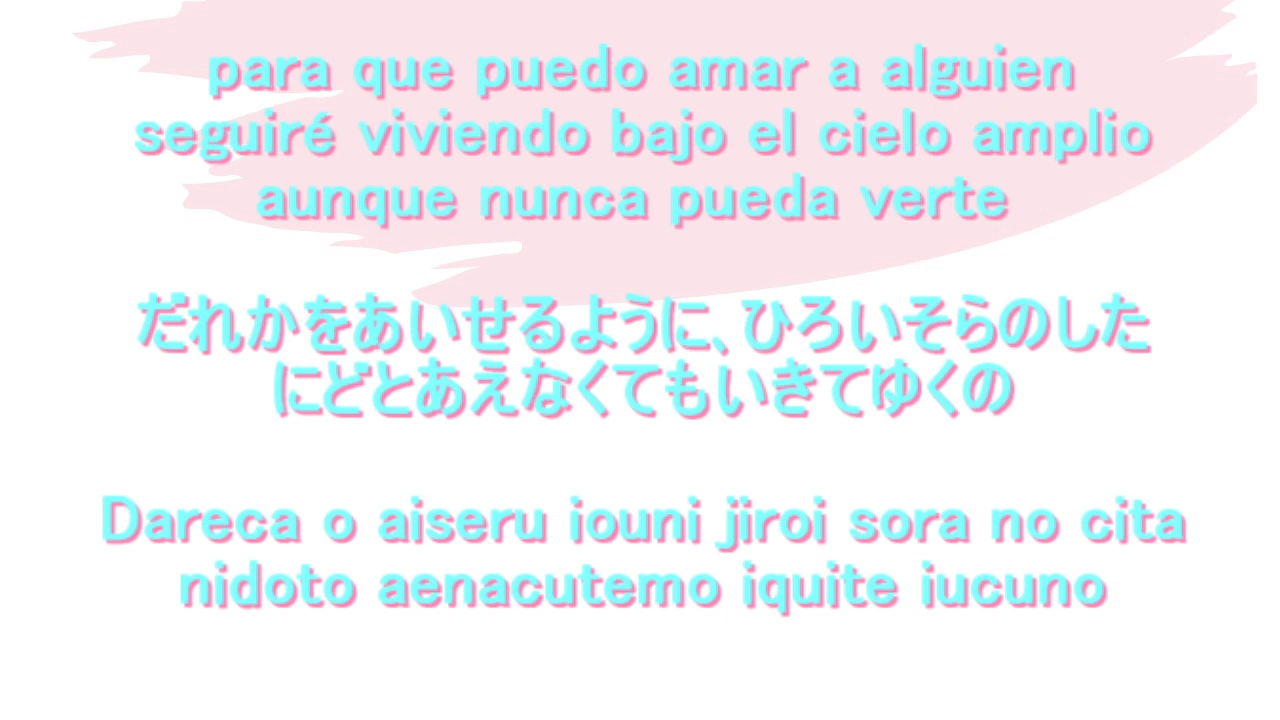 para que puedo amar a alguien
seguiré viviendo bajo el cielo amplio
aunque nunca pueda verte
だれかをあいせるように、ひろいそらのした
にどとあえなくてもいきてゆくの
Dareca o aiseru iouni jiroi sora no cita
nidoto aenacutemo iquite iucuno